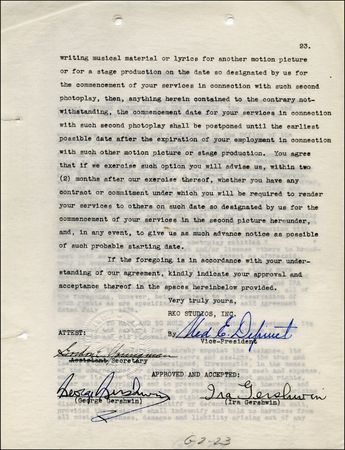 23.
writing musical material or lyrics for another motion picture
or for a stage production on the date so designated by us for
the commencement of your services in connection with such second
photoplay, then, anything herein contained to the contrary not-
withstanding, the commencement date for your services in connection
with such second photoplay shall be postponed until the earliest
possible date after the expiration of your employment in connection
with such other motion picture or stage production. You agree
that if we exercise such option you will advise us, within two
(2) months after our exercise thereof, whether you have any
contract or commitment under which you will be required to render
your services to others on such date so designated by us for the
commencement of your services in the second picture hereunder,
and, in any event, to give us as much advance notice as possible
of such probable starting date.
If the foregoing is in accordance with your under-
standing of our agreement, kindly indicate your approval and
acceptance thereof in the spaces hereinbelow provided.
Very truly yours,
RKO STUDIOS, INC.
ATTEST: By Ned E. Depinet
Vice-President
Assistant Secretary
APPROVED AND ACCEPTED:
George Gershwin Ira Gershwin
(George Gershwin) (Ira Gershwin)
G-2-23